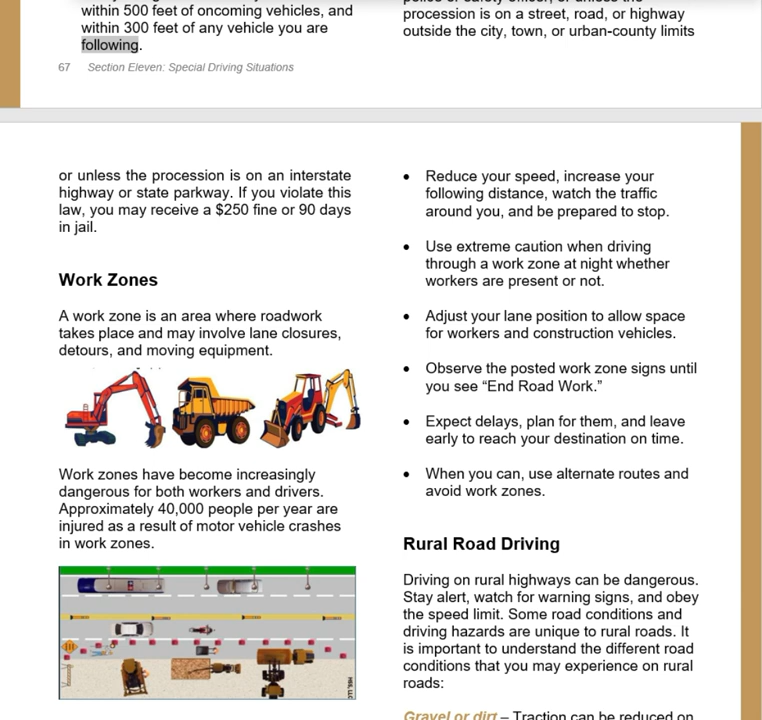 within 500 feet of oncoming vehicles, and
within 300 feet of any vehicle you are
following.
procession is on a street, road, or highway
outside the city, town, or urban-county limits
67 Section Eleven: Special Driving Situations
or unless the procession is on an interstate
highway or state parkway. If you violate this
law, you may receive a $250 fine or 90 days
in jail.
Work Zones
A work zone is an area where roadwork
takes place and may involve lane closures,
detours, and moving equipment.
Work zones have become increasingly
dangerous for both workers and drivers.
Approximately 40,000 people per year are
injured as a result of motor vehicle crashes
in work zones.
• Reduce your speed, increase your
following distance, watch the traffic
around you, and be prepared to stop.
• Use extreme caution when driving
through a work zone at night whether
workers are present or not.
• Adjust your lane position to allow space
for workers and construction vehicles.
• Observe the posted work zone signs until
you see “End Road Work.”
• Expect delays, plan for them, and leave
early to reach your destination on time.
• When you can, use alternate routes and
avoid work zones.
Rural Road Driving
Driving on rural highways can be dangerous.
Stay alert, watch for warning signs, and obey
the speed limit. Some road conditions and
driving hazards are unique to rural roads. It
is important to understand the different road
conditions that you may experience on rural
roads:
Gravel or dirt – Traction can be reduced on